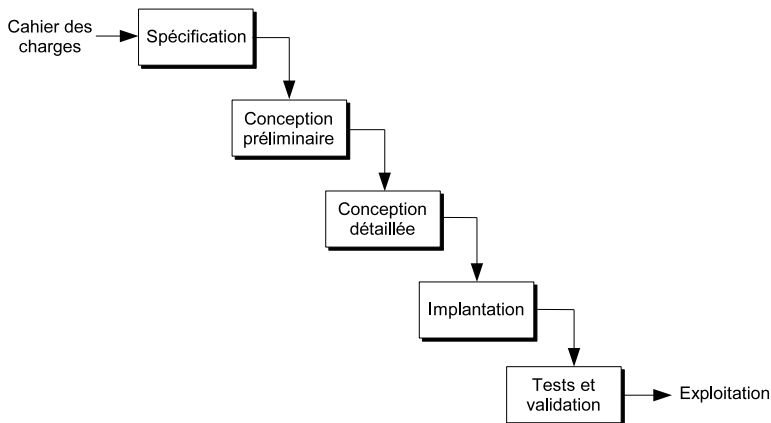 Cahier des
charges
Spécification
Conception
préliminaire
Conception
détaillée
Implantation
Tests et
validation
Exploitation